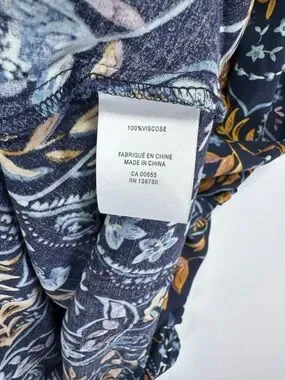 100%VISCOSE
FABRIQUÉ EN CHINE
MADE IN CHINA
CA 00655
RN 138760